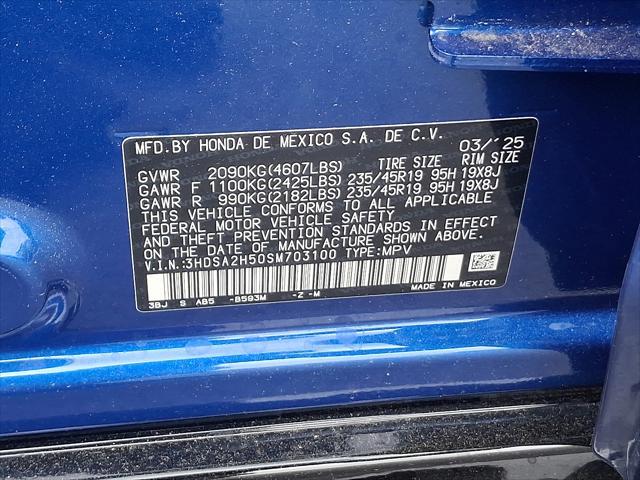 MFD.BY HONDA DE MEXICO S.A. DE C.V. 03/'25
GVWR 2090KG(4607LBS) TIRE SIZE RIM SIZE
GAWR F 1100KG(2425LBS) 235/45R19 95H 19X8J
GAWR R 990KG(2182LBS) 235/45R19 95H 19X8J
THIS VEHICLE CONFORMS TO ALL APPLICABLE
FEDERAL MOTOR VEHICLE SAFETY
AND THEFT PREVENTION STANDARDS IN EFFECT
ON THE DATE OF MANUFACTURE SHOWN ABOVE.
V.I.N.:3HDSA2H50SM703100 TYPE:MPV
MADE IN MEXICO
3BJ S AB5 -B593M -Z -M